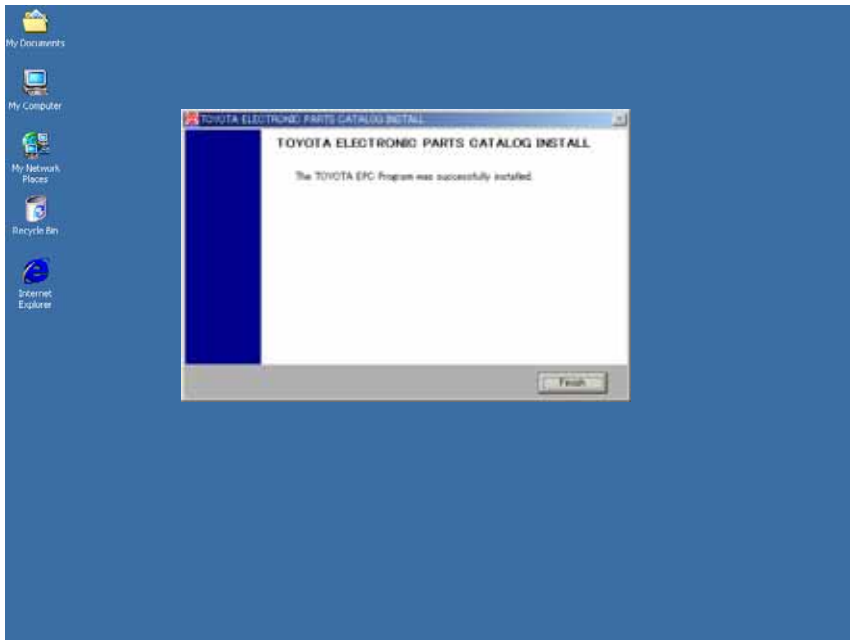 My Documents
My Computer
My Network
Places
Recycle Bin
Internet
Explorer
TOYOTA ELECTRONIC PARTS CATALOG INSTALL
TOYOTA ELECTRONIC PARTS CATALOG INSTALL
The TOYOTA EPC Program was successfully installed.
Finish